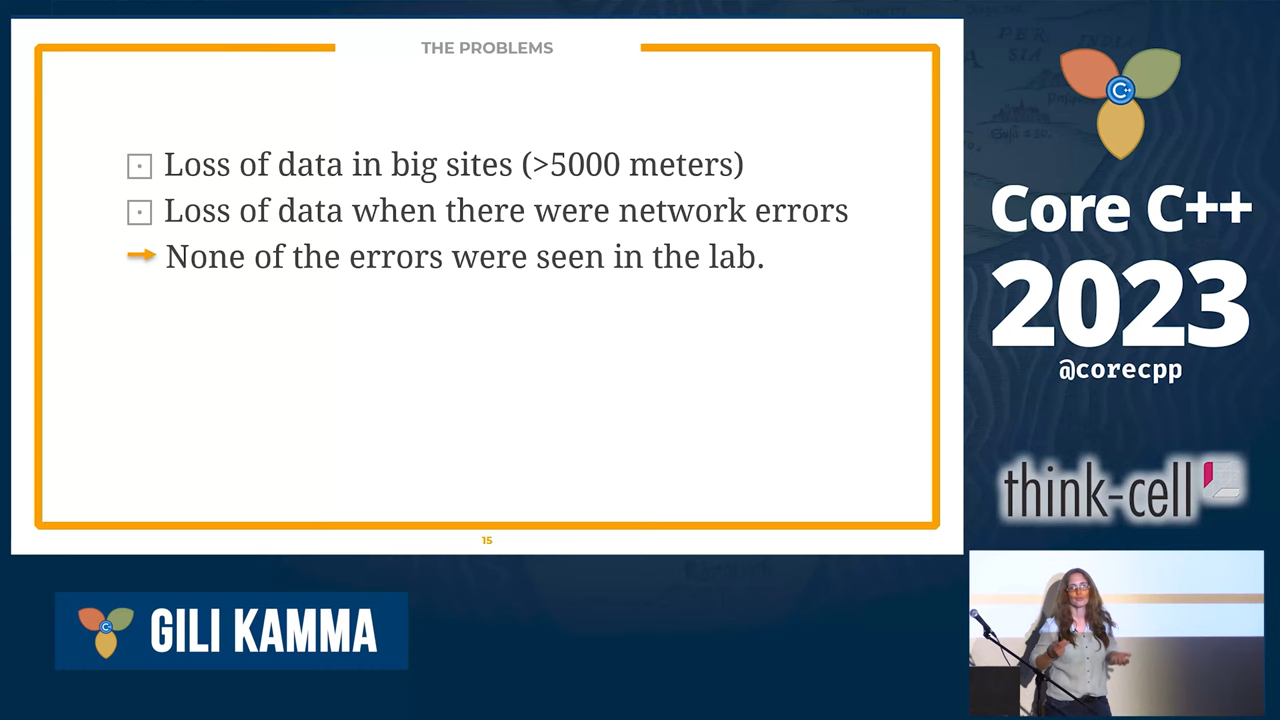 THE PROBLEMS
Loss of data in big sites (>5000 meters)
Loss of data when there were network errors
None of the errors were seen in the lab.
15
GILI KAMMA
C++
Core C++
2023
@corecpp
think-cell